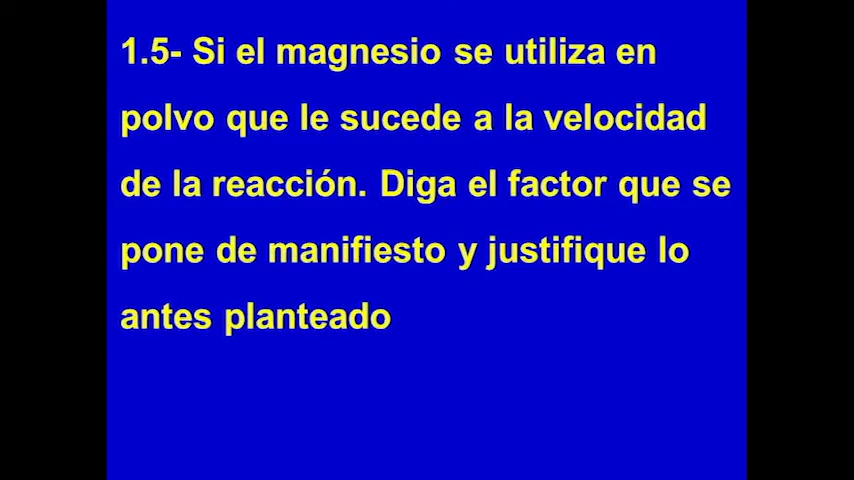 1.5- Si el magnesio se utiliza en
polvo que le sucede a la velocidad
de la reacción. Diga el factor que se
pone de manifiesto y justifique lo
antes planteado